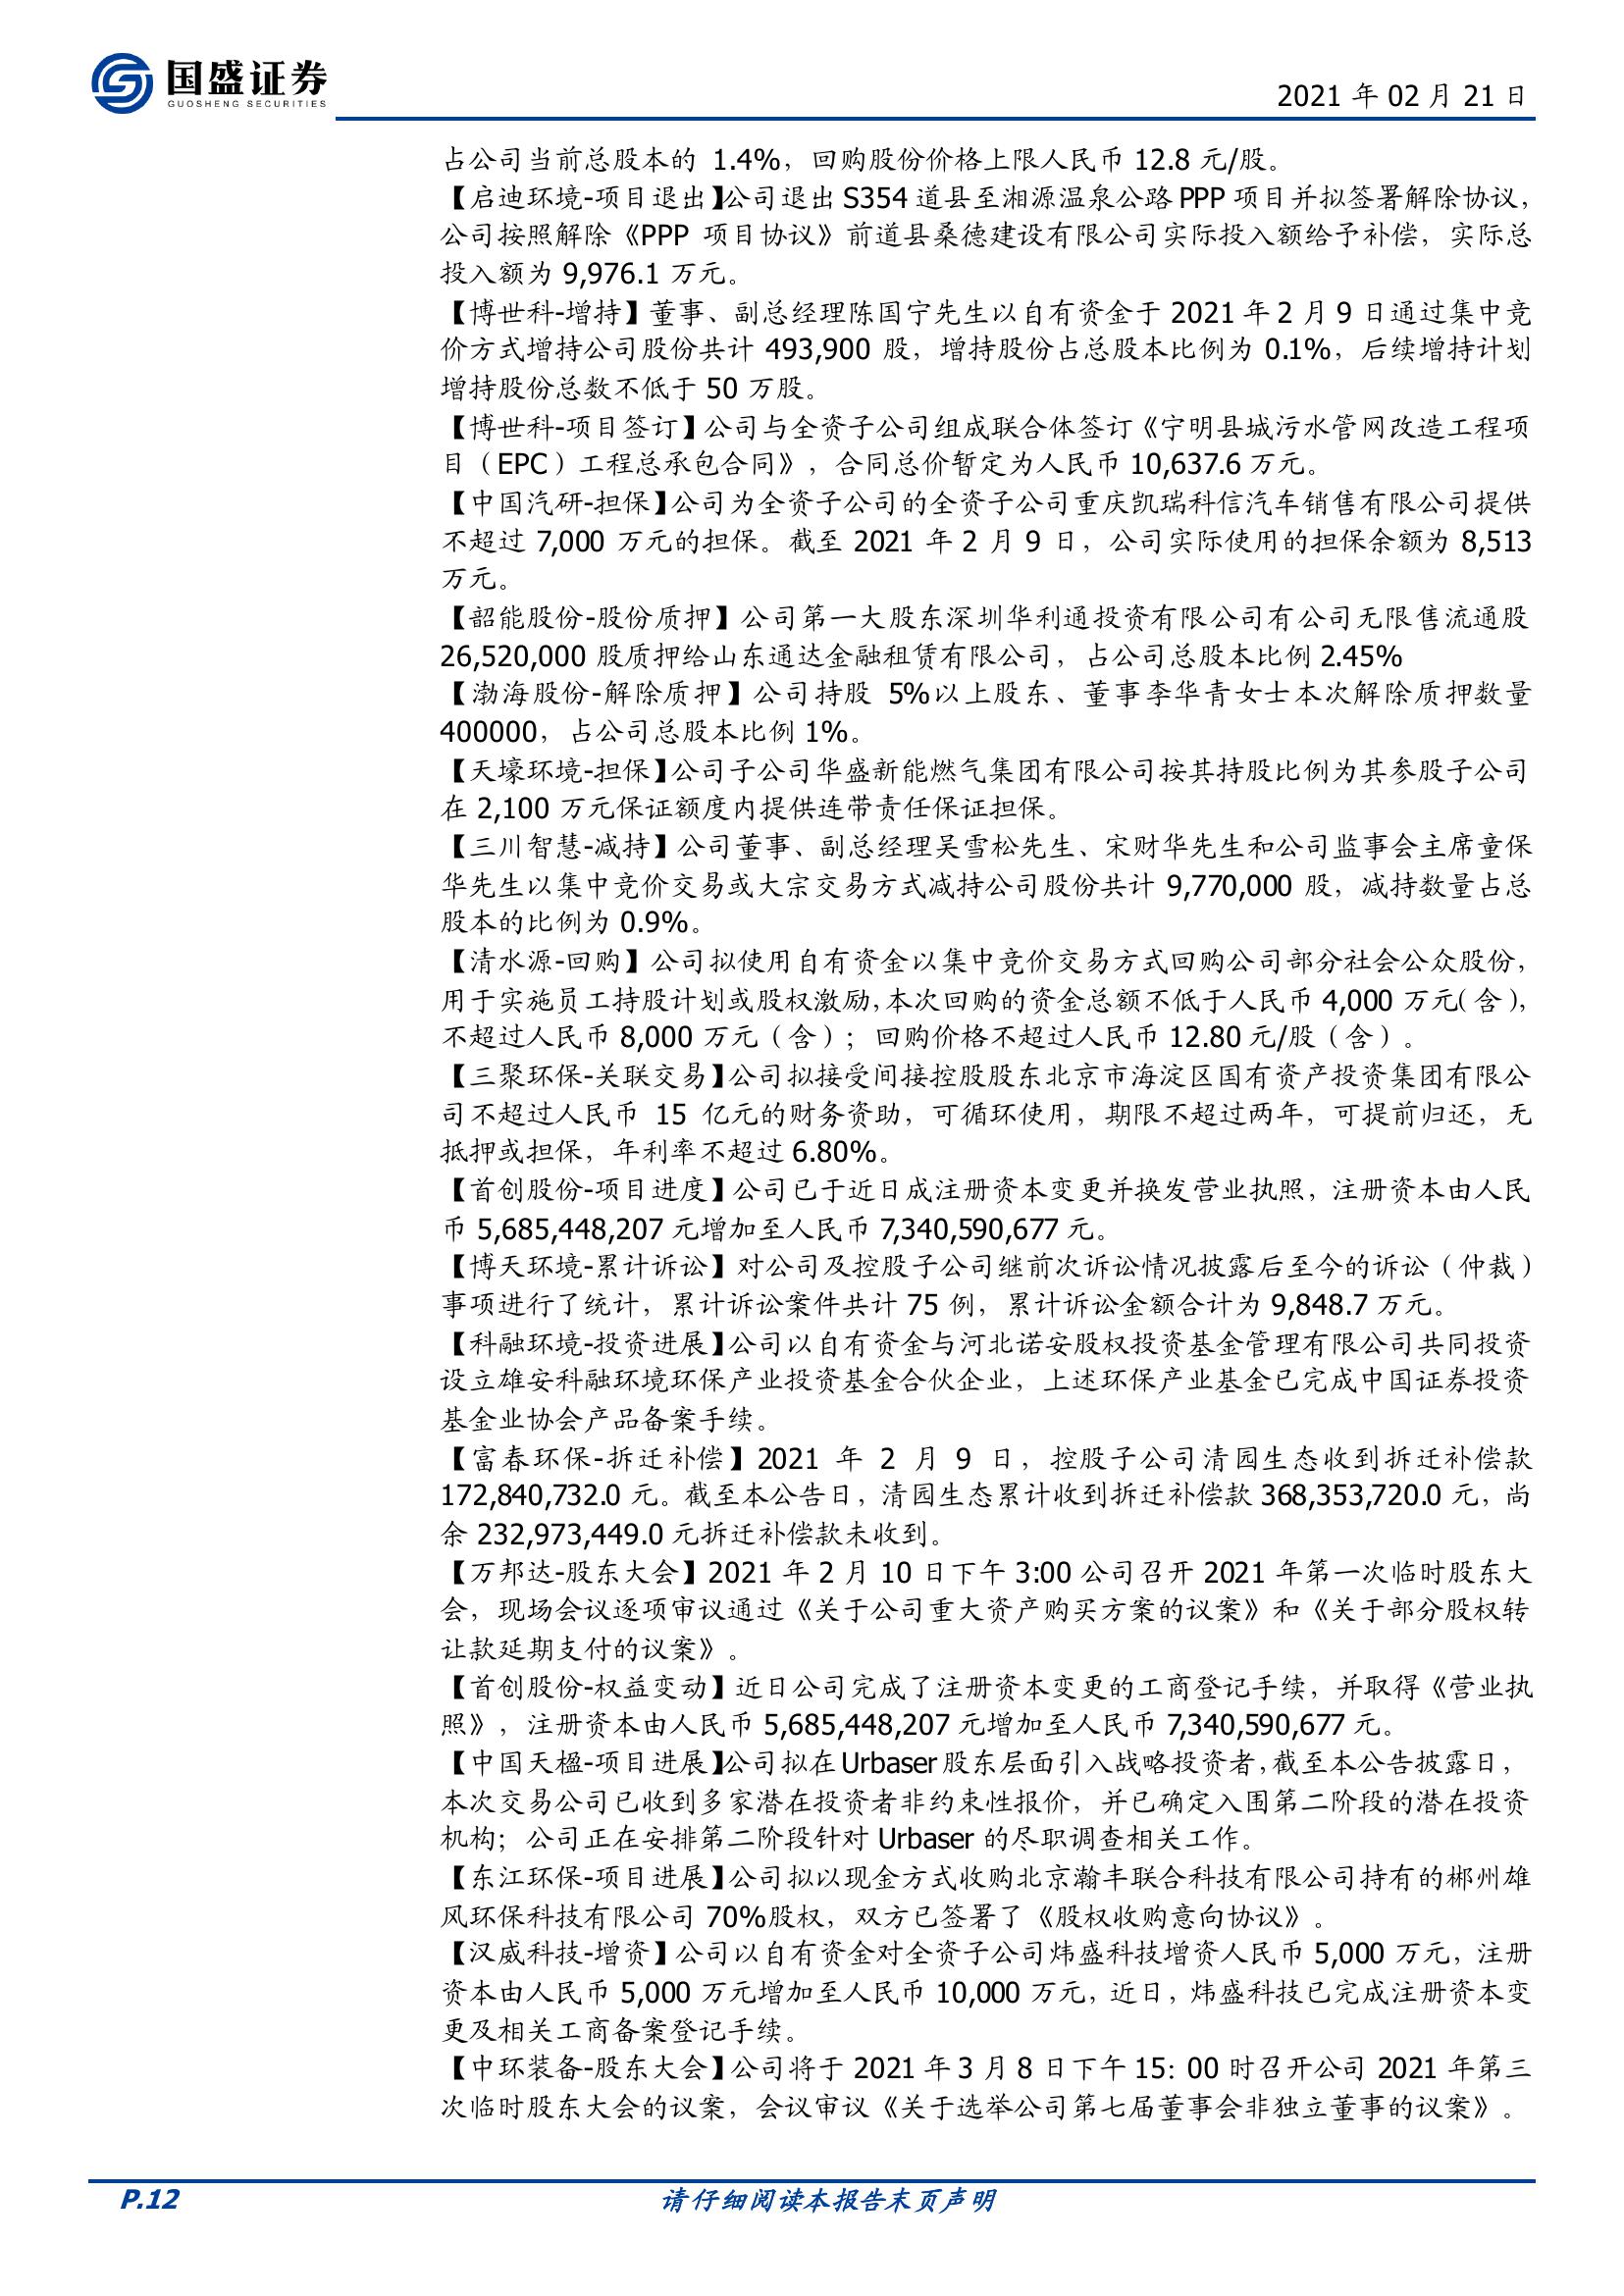 国盛证券
GUOSHENG SECURITIES
2021 年 02 月 21 日
占公司当前总股本的 1.4%，回购股份价格上限人民币 12.8 元/股。
【启迪环境-项目退出】公司退出 S354 道县至湘源温泉公路 PPP 项目并拟签署解除协议，
公司按照解除《PPP 项目协议》前道县桑德建设有限公司实际投入额给予补偿，实际总
投入额为 9,976.1 万元。
【博世科-增持】董事、副总经理陈国宁先生以自有资金于 2021 年 2 月 9 日通过集中竞
价方式增持公司股份共计 493,900 股，增持股份占总股本比例为 0.1%，后续增持计划
增持股份总数不低于 50 万股。
【博世科-项目签订】公司与全资子公司组成联合体签订《宁明县城污水管网改造工程项
目（EPC）工程总承包合同》，合同总价暂定为人民币 10,637.6 万元。
【中国汽研-担保】公司为全资子公司的全资子公司重庆凯瑞科信汽车销售有限公司提供
不超过 7,000 万元的担保。截至 2021 年 2 月 9 日，公司实际使用的担保余额为 8,513
万元。
【韶能股份-股份质押】公司第一大股东深圳华利通投资有限公司有公司无限售流通股
26,520,000 股质押给山东通达金融租赁有限公司，占公司总股本比例 2.45%
【渤海股份-解除质押】公司持股 5%以上股东、董事李华青女士本次解除质押数量
400000，占公司总股本比例 1%。
【天壕环境-担保】公司子公司华盛新能燃气集团有限公司按其持股比例为其参股子公司
在 2,100 万元保证额度内提供连带责任保证担保。
【三川智慧-减持】公司董事、副总经理吴雪松先生、宋财华先生和公司监事会主席童保
华先生以集中竞价交易或大宗交易方式减持公司股份共计 9,770,000 股，减持数量占总
股本的比例为 0.9%。
【清水源-回购】公司拟使用自有资金以集中竞价交易方式回购公司部分社会公众股份，
用于实施员工持股计划或股权激励，本次回购的资金总额不低于人民币 4,000 万元（含），
不超过人民币 8,000 万元（含）；回购价格不超过人民币 12.80 元/股（含）。
【三聚环保-关联交易】公司拟接受间接控股股东北京市海淀区国有资产投资集团有限公
司不超过人民币 15 亿元的财务资助，可循环使用，期限不超过两年，可提前归还，无
抵押或担保，年利率不超过 6.80%。
【首创股份-项目进度】公司已于近日成注册资本变更并换发营业执照，注册资本由人民
币 5,685,448,207 元增加至人民币 7,340,590,677 元。
【博天环境-累计诉讼】对公司及控股子公司继前次诉讼情况披露后至今的诉讼（仲裁）
事项进行了统计，累计诉讼案件共计 75 例，累计诉讼金额合计为 9,848.7 万元。
【科融环境-投资进展】公司以自有资金与河北诺安股权投资基金管理有限公司共同投资
设立雄安科融环境环保产业投资基金合伙企业，上述环保产业基金已完成中国证券投资
基金业协会产品备案手续。
【富春环保-拆迁补偿】2021 年 2 月 9 日，控股子公司清园生态收到拆迁补偿款
172,840,732.0 元。截至本公告日，清园生态累计收到拆迁补偿款 368,353,720.0 元，尚
余 232,973,449.0 元拆迁补偿款未收到。
【万邦达-股东大会】2021 年 2 月 10 日下午 3:00 公司召开 2021 年第一次临时股东大
会，现场会议逐项审议通过《关于公司重大资产购买方案的议案》和《关于部分股权转
让款延期支付的议案》。
【首创股份-权益变动】近日公司完成了注册资本变更的工商登记手续，并取得《营业执
照》，注册资本由人民币 5,685,448,207 元增加至人民币 7,340,590,677 元。
【中国天楹-项目进展】公司拟在 Urbaser 股东层面引入战略投资者，截至本公告披露日，
本次交易公司已收到多家潜在投资者非约束性报价，并已确定入围第二阶段的潜在投资
机构；公司正在安排第二阶段针对 Urbaser 的尽职调查相关工作。
【东江环保-项目进展】公司拟以现金方式收购北京瀚丰联合科技有限公司持有的郴州雄
风环保科技有限公司 70%股权，双方已签署了《股权收购意向协议》。
【汉威科技-增资】公司以自有资金对全资子公司炜盛科技增资人民币 5,000 万元，注册
资本由人民币 5,000 万元增加至人民币 10,000 万元，近日，炜盛科技已完成注册资本变
更及相关工商备案登记手续。
【中环装备-股东大会】公司将于 2021 年 3 月 8 日下午 15：00 时召开公司 2021 年第三
次临时股东大会的议案，会议审议《关于选举公司第七届董事会非独立董事的议案》。
P.12
请仔细阅读本报告末页声明